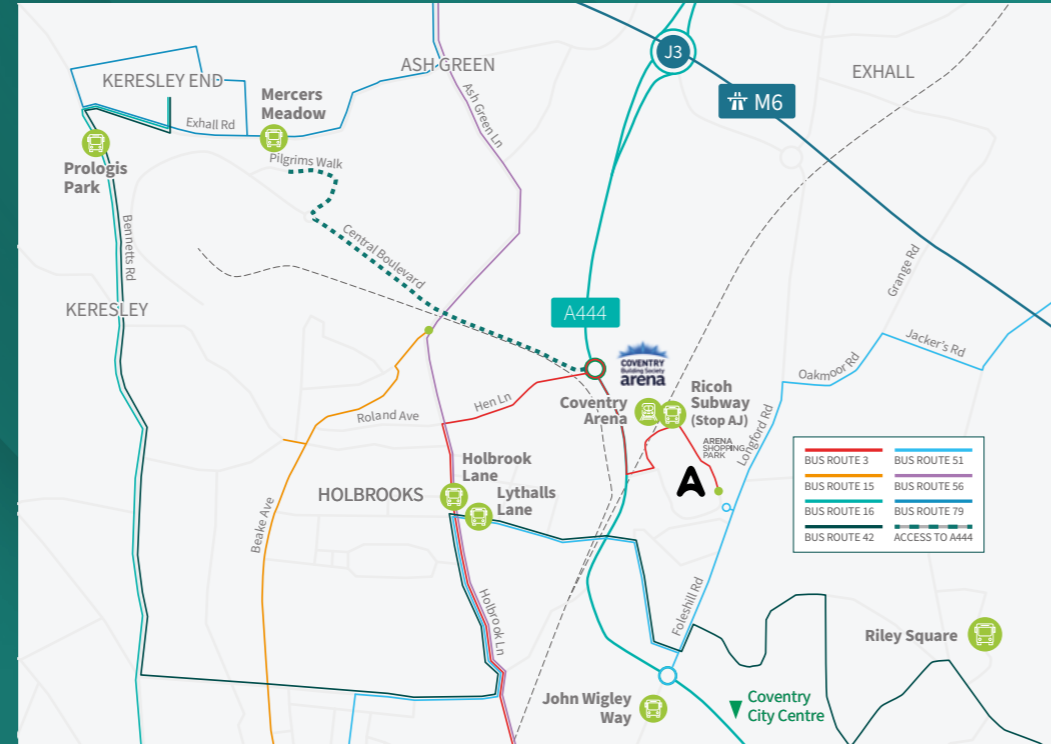 J3
KERESLEY END
ASH GREEN
EXHALL
Mercers
Meadow
Ash Green Ln
M6
Exhall Rd
Pilgrims Walk
Prologis
Park
Bennetts Rd
Central Boulevard
Grange Rd
KERESLEY
A444
COVENTRY
Building Society
arena
Jacker's Rd
Oakmoor Rd
Ricoh
Subway
(Stop AJ)
Coventry
Arena
Hen Ln
Roland Ave
Longford Rd
ARENA
SHOPPING
PARK
A
Holbrook
Lane
Lythalls
Lane
HOLBROOKS
Beake Ave
BUS ROUTE 3
BUS ROUTE 51
BUS ROUTE 15
BUS ROUTE 56
BUS ROUTE 16
BUS ROUTE 79
BUS ROUTE 42
ACCESS TO A444
Holbrook Ln
Foleshill Rd
Riley Square
John Wigley
Way
Coventry
City Centre